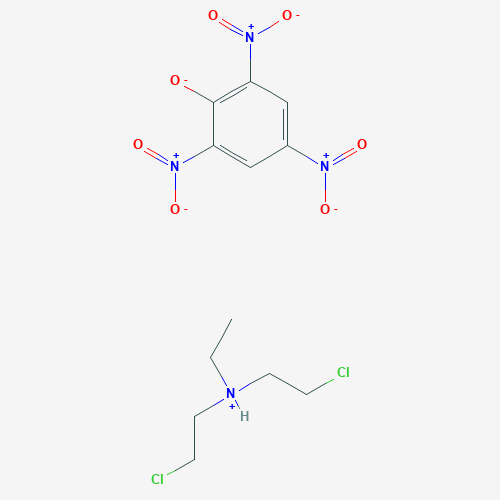 O N+ O-
O-
O N+ N+ O
O- O-
Cl
N+ H
Cl